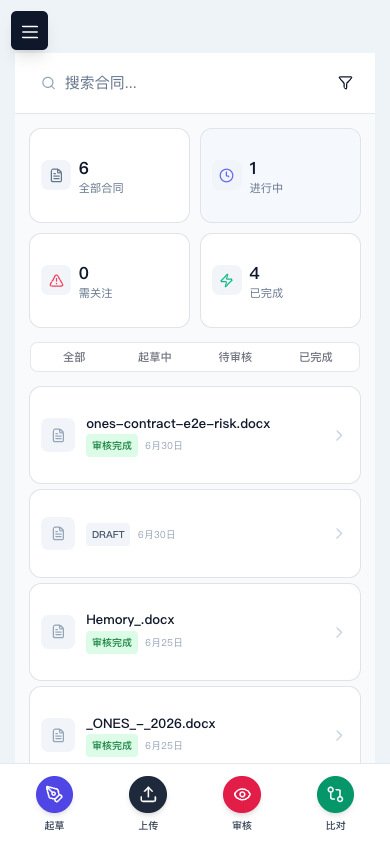 搜索合同...
6
全部合同
1
进行中
0
需关注
4
已完成
全部 起草中 待审核 已完成
ones-contract-e2e-risk.docx
审核完成 6月30日
DRAFT 6月30日
Hemory_.docx
审核完成 6月25日
_ONES_-_2026.docx
审核完成 6月25日
起草 上传 审核 比对